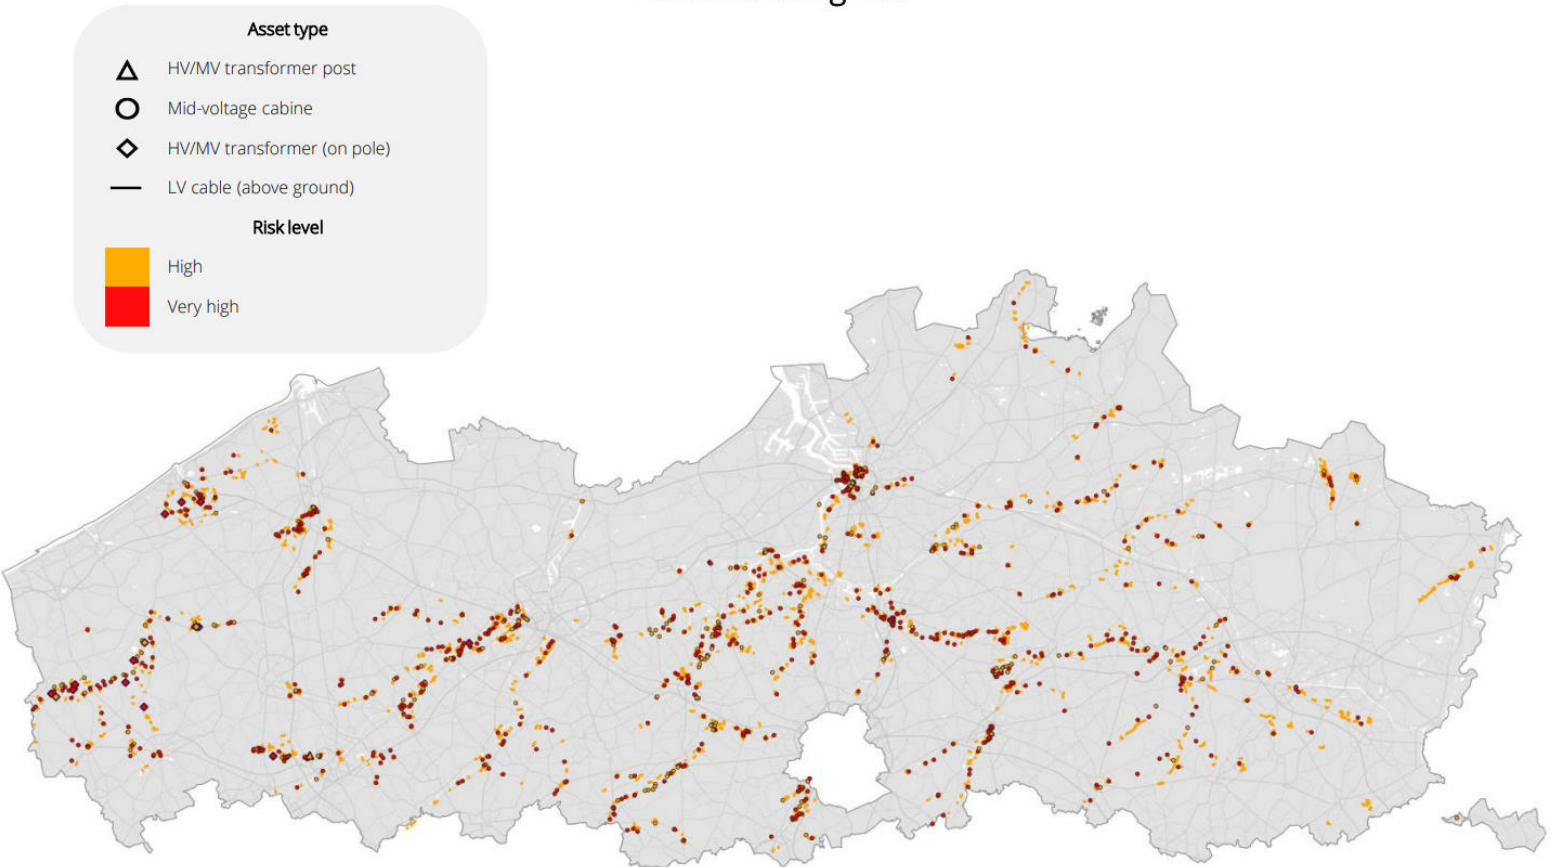 Asset type
HV/MV transformer post
Mid-voltage cabine
HV/MV transformer (on pole)
LV cable (above ground)
Risk level
High
Very high